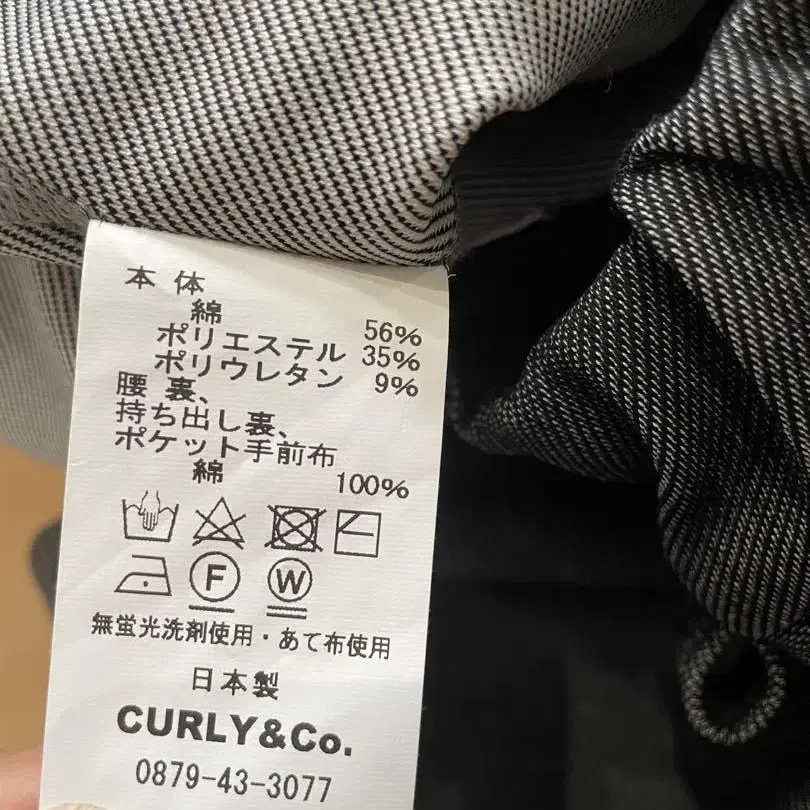 本体
綿 56%
ポリエステル 35%
ポリウレタン 9%
腰裏、
持ち出し裏、
ポケット手前布
綿 100%
F W
無蛍光洗剤使用・あて布使用
日本製
CURLY&Co.
0879-43-3077